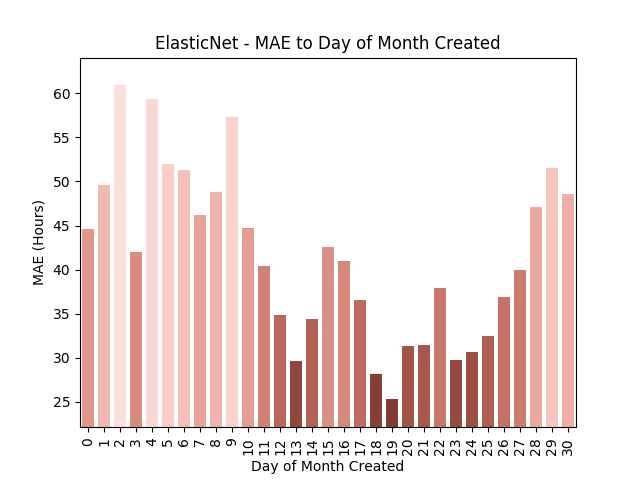 ElasticNet - MAE to Day of Month Created
MAE (Hours)
60
55
50
45
40
35
30
25
0 1 2 3 4 5 6 7 8 9 10 11 12 13 14 15 16 17 18 19 20 21 22 23 24 25 26 27 28 29 30
Day of Month Created